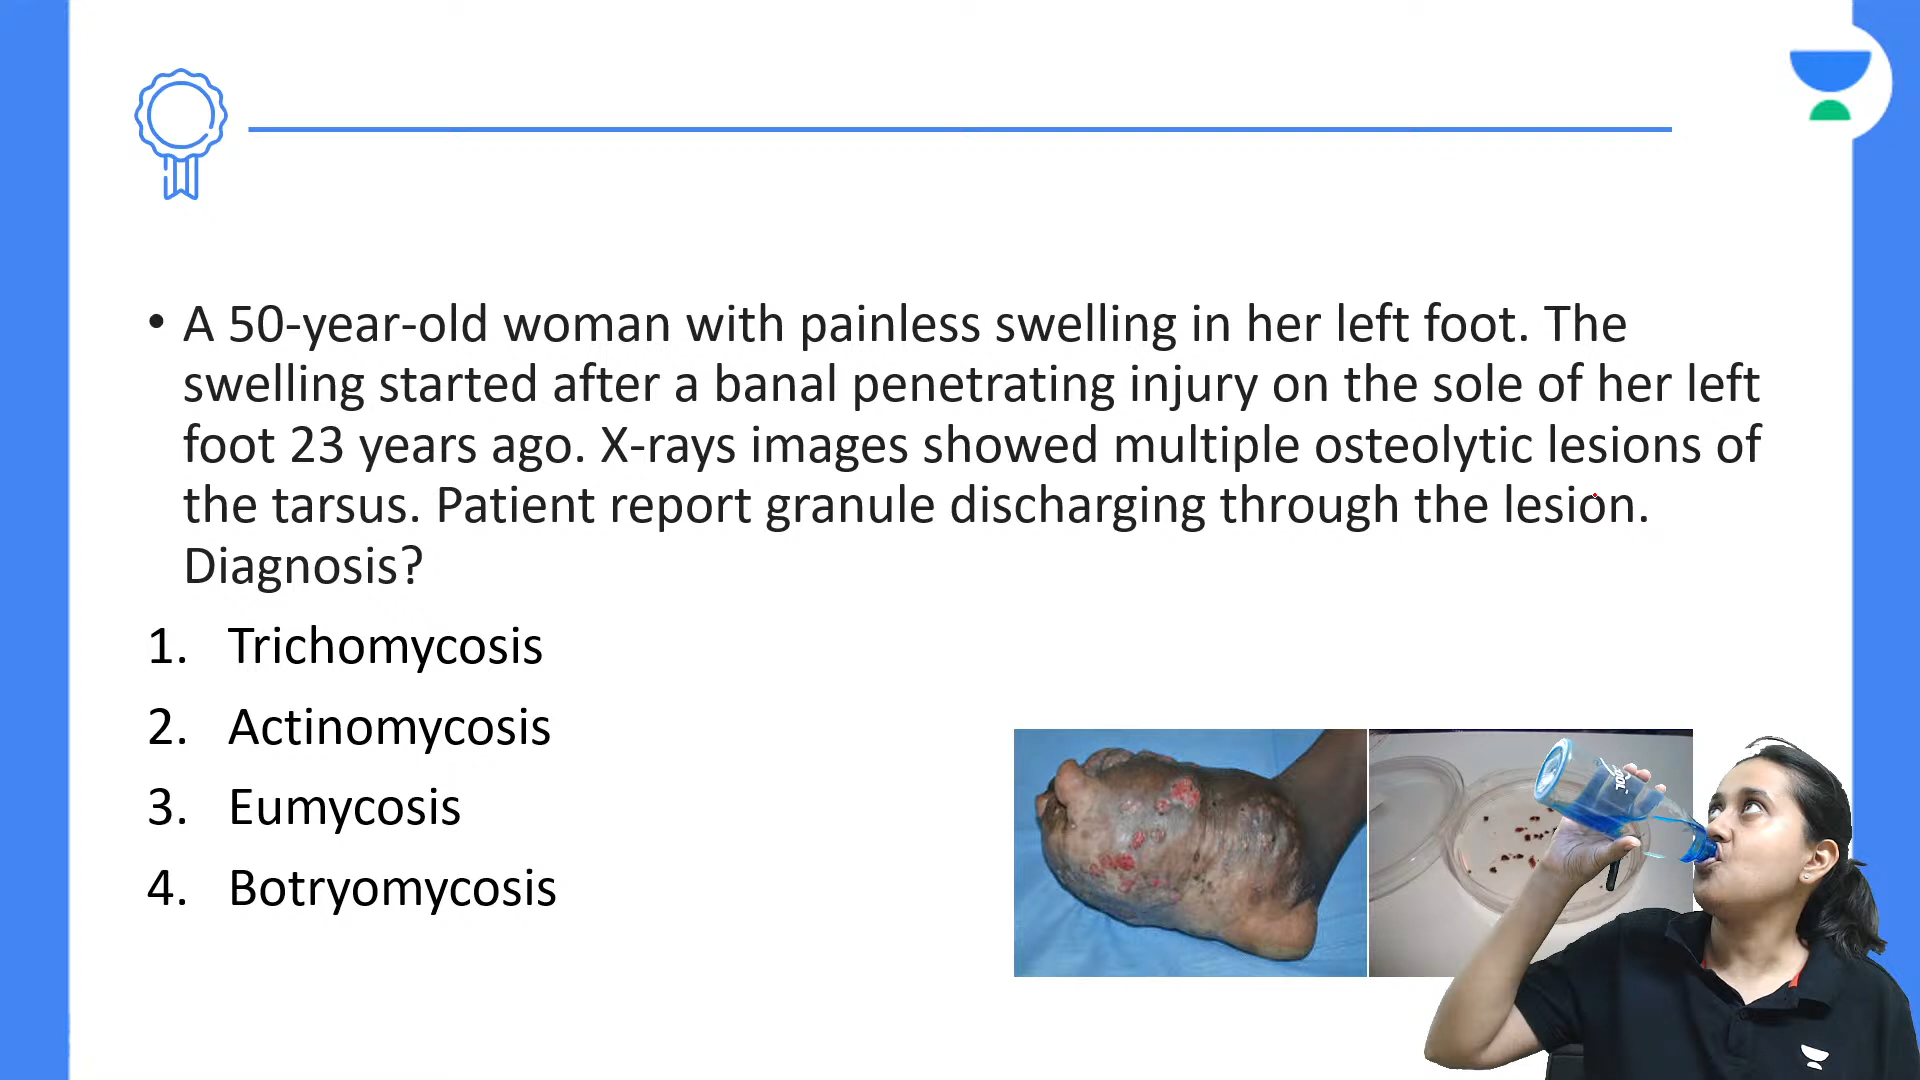 • A 50-year-old woman with painless swelling in her left foot. The
swelling started after a banal penetrating injury on the sole of her left
foot 23 years ago. X-rays images showed multiple osteolytic lesions of
the tarsus. Patient report granule discharging through the lesion.
Diagnosis?
1. Trichomycosis
2. Actinomycosis
3. Eumycosis
4. Botryomycosis